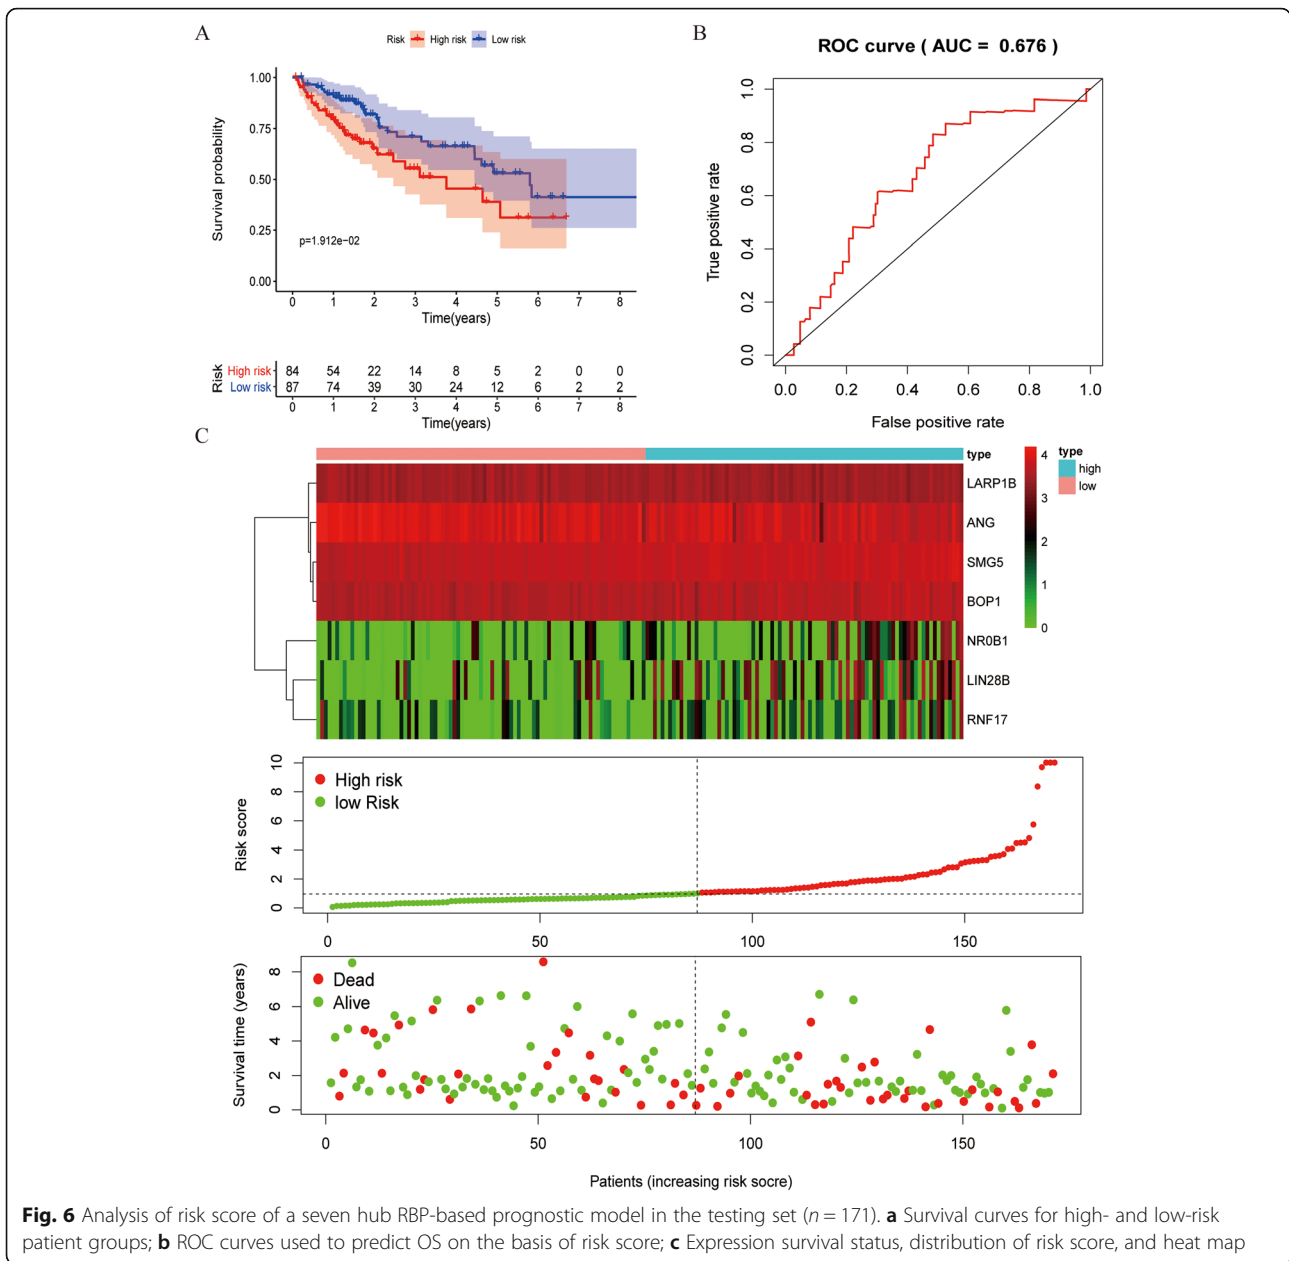 A
Risk High risk Low risk
1.00
0.75
0.50
0.25
0.00
Survival probability
p=1.912e−02
0 1 2 3 4 5 6 7 8
Time(years)
Risk
High risk 84 54 22 14 8 5 2 0 0
Low risk 87 74 39 30 24 12 6 2 2
0 1 2 3 4 5 6 7 8
Time(years)
B
ROC curve ( AUC = 0.676 )
1.0
0.8
0.6
0.4
0.2
0.0
True positive rate
0.0 0.2 0.4 0.6 0.8 1.0
False positive rate
C
type
LARP1B
ANG
SMG5
BOP1
NR0B1
LIN28B
RNF17
4
3
2
1
0
type
high
low
10
8
6
4
2
0
Risk score
High risk
low Risk
0 50 100 150
8
6
4
2
0
Survival time (years)
Dead
Alive
0 50 100 150
Patients (increasing risk socre)
Fig. 6 Analysis of risk score of a seven hub RBP-based prognostic model in the testing set (n = 171). a Survival curves for high- and low-risk
patient groups; b ROC curves used to predict OS on the basis of risk score; c Expression survival status, distribution of risk score, and heat map